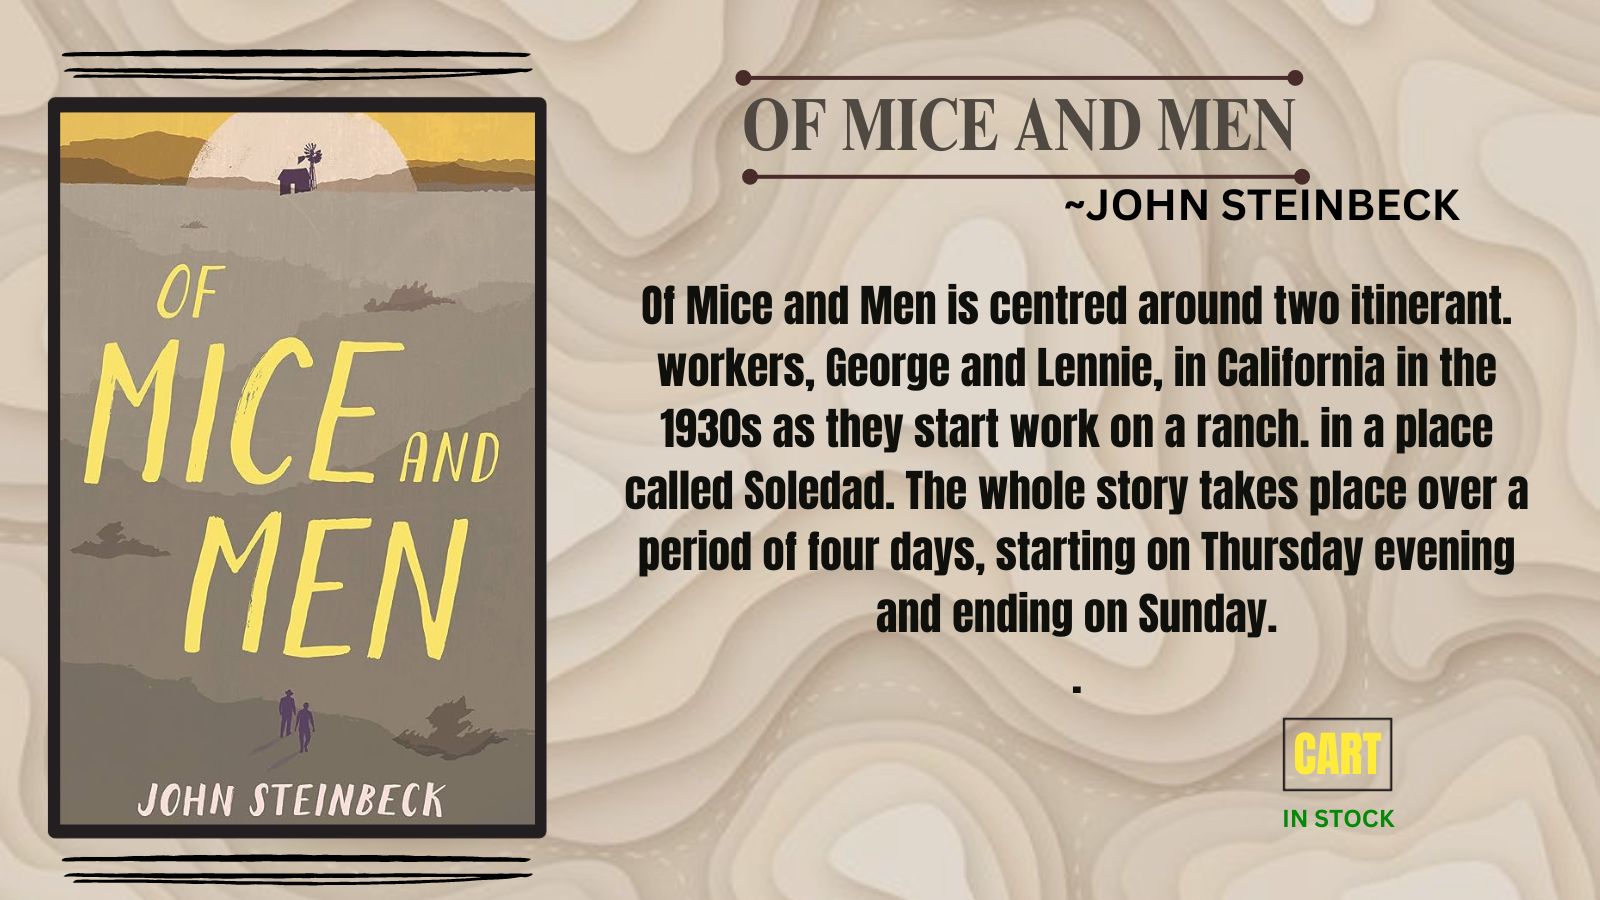 OF
MICE AND
MEN
JOHN STEINBECK
OF MICE AND MEN
~JOHN STEINBECK
Of Mice and Men is centred around two itinerant.
workers, George and Lennie, in California in the
1930s as they start work on a ranch. in a place
called Soledad. The whole story takes place over a
period of four days, starting on Thursday evening
and ending on Sunday.
.
CART
IN STOCK